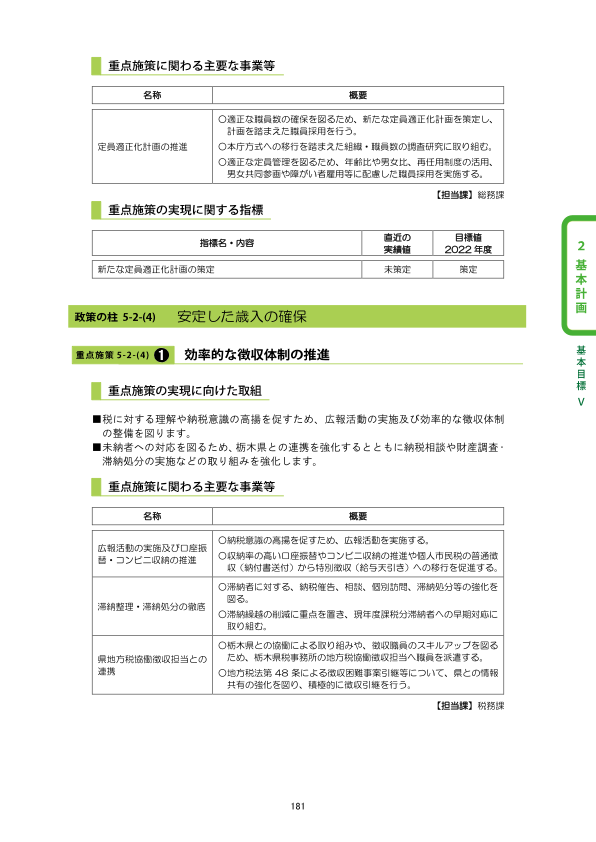 重点施策に関わる主要な事業等
名称
概要
定員適正化計画の推進
○適正な職員数の確保を図るため、新たな定員適正化計画を策定し、
計画を踏まえた職員採用を行う。
○本庁方式への移行を踏まえた組織・職員数の調査研究に取り組む。
○適正な定員管理を図るため、年齢比や男女比、再任用制度の活用、
男女共同参画や障がい者雇用等に配慮した職員採用を実施する。
【担当課】総務課
重点施策の実現に関する指標
指標名・内容
直近の
実績値
目標値
2022 年度
新たな定員適正化計画の策定
未策定
策定
政策の柱 5-2-(4) 安定した歳入の確保
重点施策 5-2-(4) ❶ 効率的な徴収体制の推進
重点施策の実現に向けた取組
■税に対する理解や納税意識の高揚を促すため、広報活動の実施及び効率的な徴収体制
の整備を図ります。
■未納者への対応を図るため、栃木県との連携を強化するとともに納税相談や財産調査・
滞納処分の実施などの取り組みを強化します。
重点施策に関わる主要な事業等
名称
概要
広報活動の実施及び口座振
替・コンビニ収納の推進
○納税意識の高揚を促すため、広報活動を実施する。
○収納率の高い口座振替やコンビニ収納の推進や個人市民税の普通徴
収（納付書送付）から特別徴収（給与天引き）への移行を促進する。
滞納整理・滞納処分の徹底
○滞納者に対する、納税催告、相談、個別訪問、滞納処分等の強化を
図る。
○滞納繰越の削減に重点を置き、現年度課税分滞納者への早期対応に
取り組む。
県地方税協働徴収担当との
連携
○栃木県との協働による取り組みや、徴収職員のスキルアップを図る
ため、栃木県税事務所の地方税協働徴収担当へ職員を派遣する。
○地方税法第 48 条による徴収困難事案引継等について、県との情報
共有の強化を図り、積極的に徴収引継を行う。
【担当課】税務課
2
基本計画
基本目標
Ⅴ
181